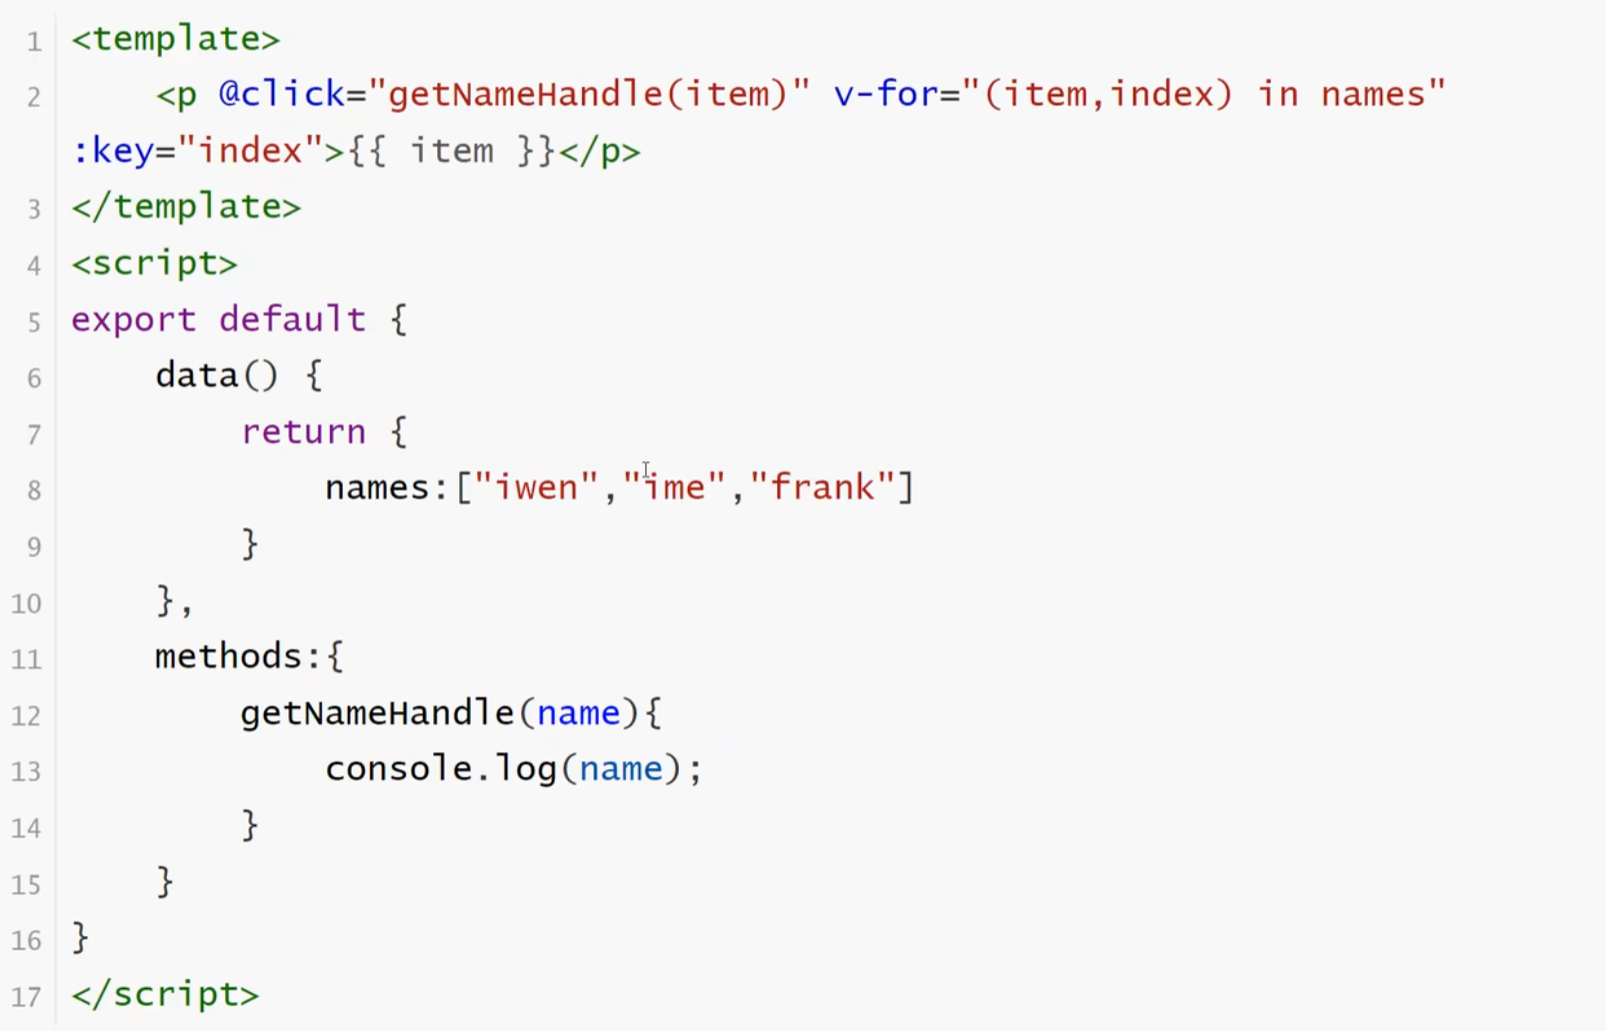 1 <template>
2     <p @click="getNameHandle(item)" v-for="(item,index) in names"
:key="index">{{ item }}</p>
3 </template>
4 <script>
5 export default {
6     data() {
7         return {
8             names:["iwen","ime","frank"]
9         }
10     },
11     methods:{
12         getNameHandle(name){
13             console.log(name);
14         }
15     }
16 }
17 </script>